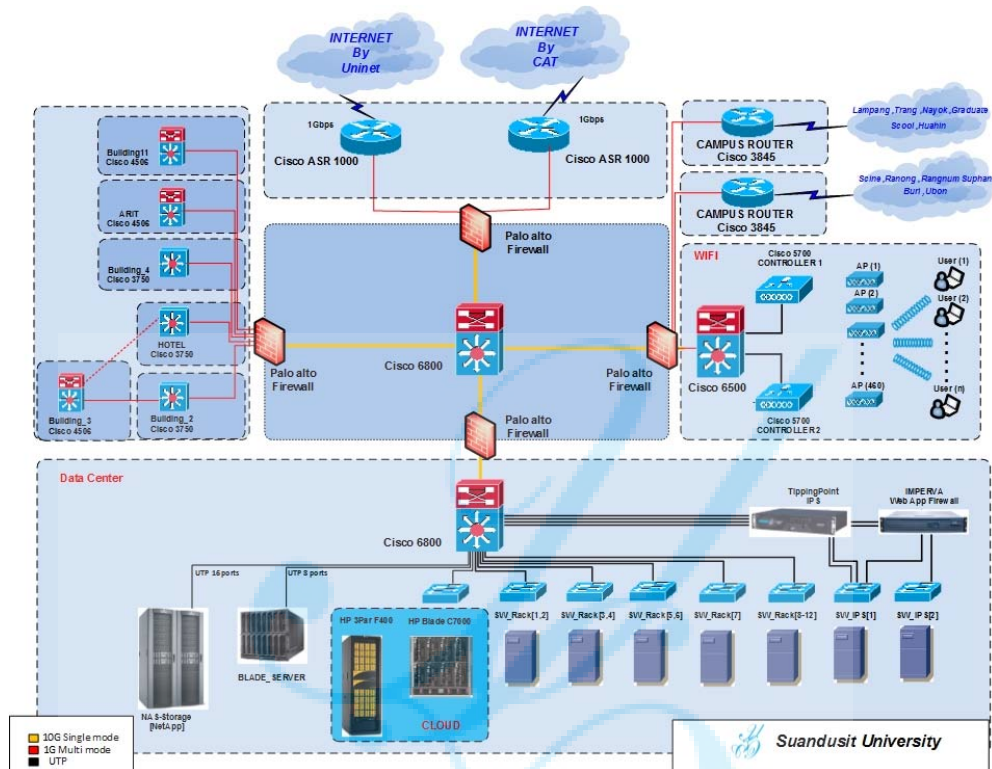 INTERNET
By
Uninet
INTERNET
By
CAT
1Gbps
Cisco ASR 1000
1Gbps
Cisco ASR 1000
Palo alto
Firewall
CAMPUS ROUTER
Cisco 3845
Lampang ,Trang ,Nayok,Graduate
Scool ,Huahin
CAMPUS ROUTER
Cisco 3845
Scine ,Ranong , Rangnum Suphan
Buri , Ubon
Building11
Cisco 4506
ARIT
Cisco 4506
Building_4
Cisco 3750
HOTEL
Cisco 3750
Building_3
Cisco 4506
Building_2
Cisco 3750
Palo alto
Firewall
Cisco 6800
Palo alto
Firewall
Palo alto
Firewall
WIFI
Cisco 5700
CONTROLLER 1
Cisco 6500
Cisco 5700
CONTROLLER 2
AP (1)
AP (2)
AP (460)
User (1)
User (2)
User (n)
Data Center
Cisco 6800
TippingPoint
IPS
IMPERVA
Web App Firewall
UTP 16 ports
UTP 8 ports
NAS-Storage
[NetApp]
BLADE_SERVER
HP 3Par F400
HP Blade C7000
CLOUD
SW_Rack[1,2]
SW_Rack[3,4]
SW_Rack[5,6]
SW_Rack[7]
SW_Rack[8-12]
SW_IPS[1]
SW_IPS[2]
10G Single mode
1G Multi mode
UTP
Suandusit University